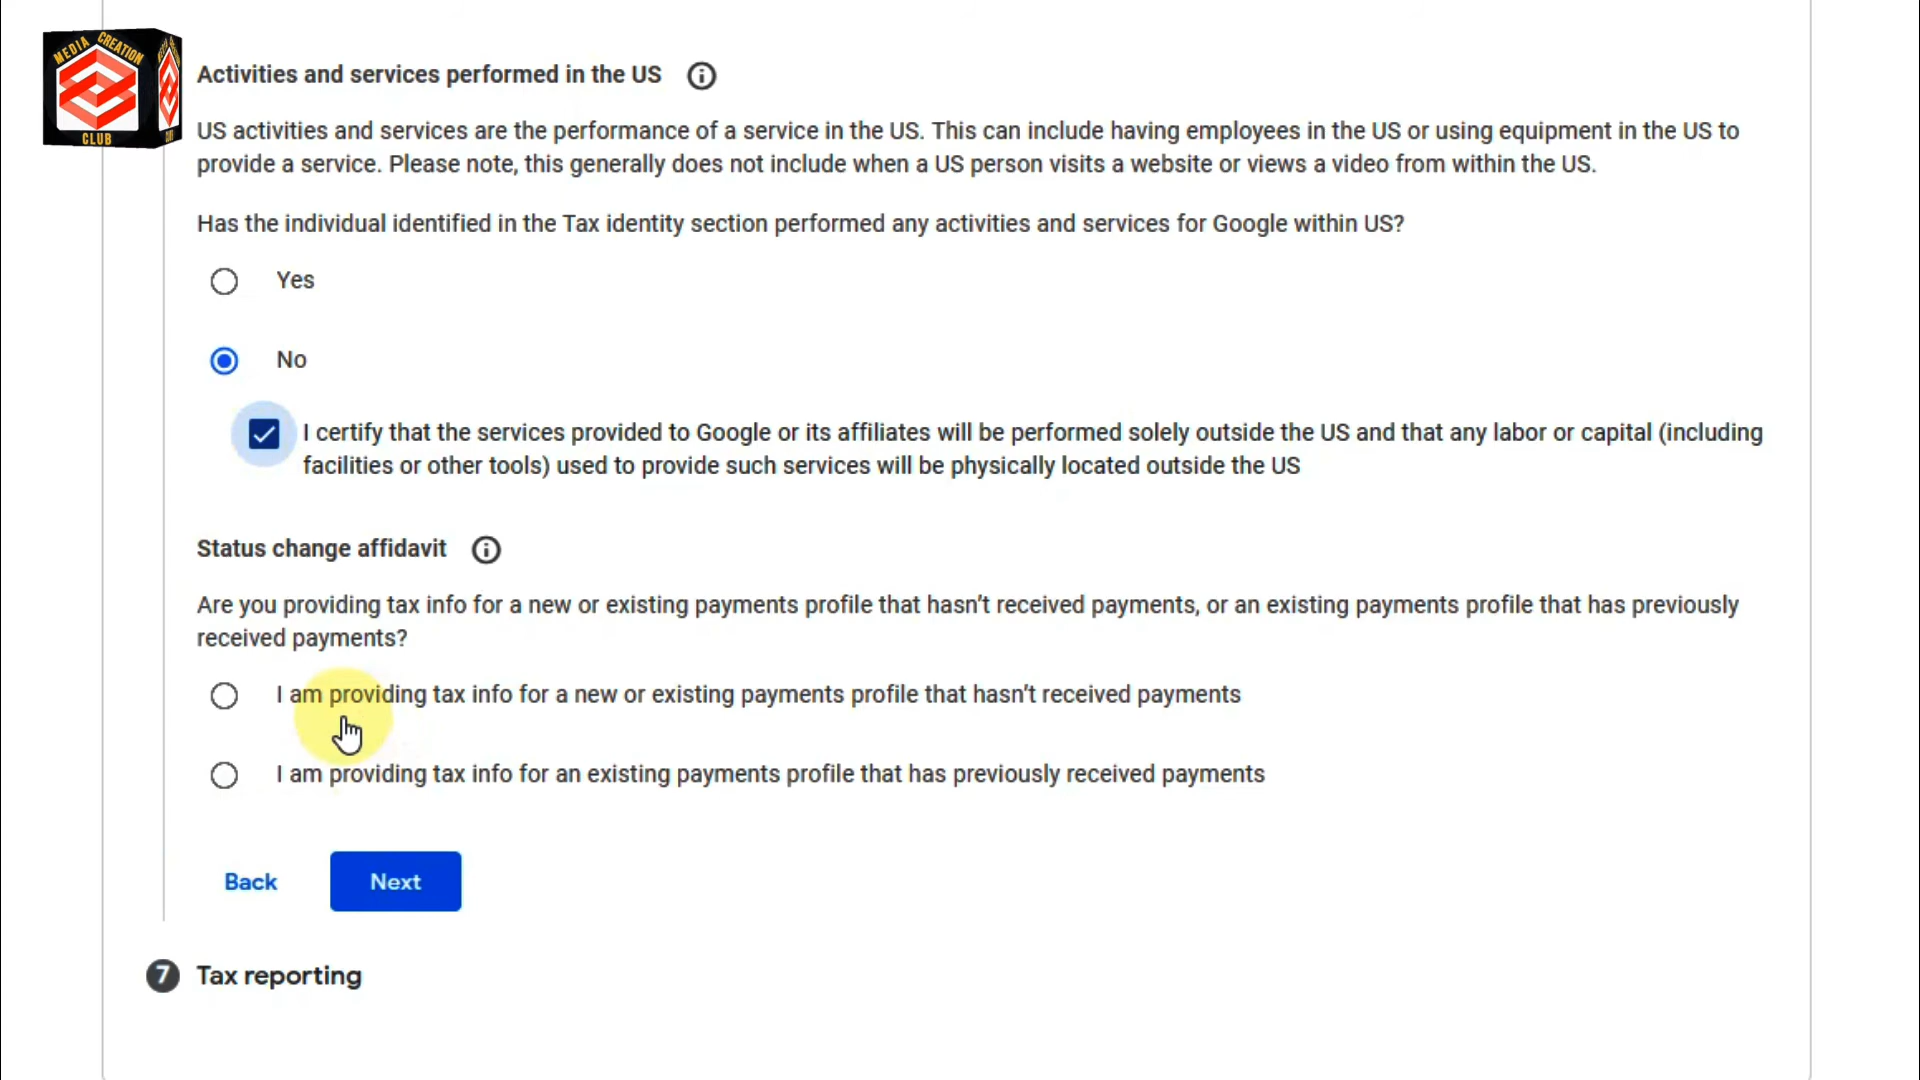 MEDIA CREATION
CLUB
Activities and services performed in the US
US activities and services are the performance of a service in the US. This can include having employees in the US or using equipment in the US to
provide a service. Please note, this generally does not include when a US person visits a website or views a video from within the US.
Has the individual identified in the Tax identity section performed any activities and services for Google within US?
Yes
No
I certify that the services provided to Google or its affiliates will be performed solely outside the US and that any labor or capital (including
facilities or other tools) used to provide such services will be physically located outside the US
Status change affidavit
Are you providing tax info for a new or existing payments profile that hasn't received payments, or an existing payments profile that has previously
received payments?
I am providing tax info for a new or existing payments profile that hasn't received payments
I am providing tax info for an existing payments profile that has previously received payments
Back Next
7 Tax reporting